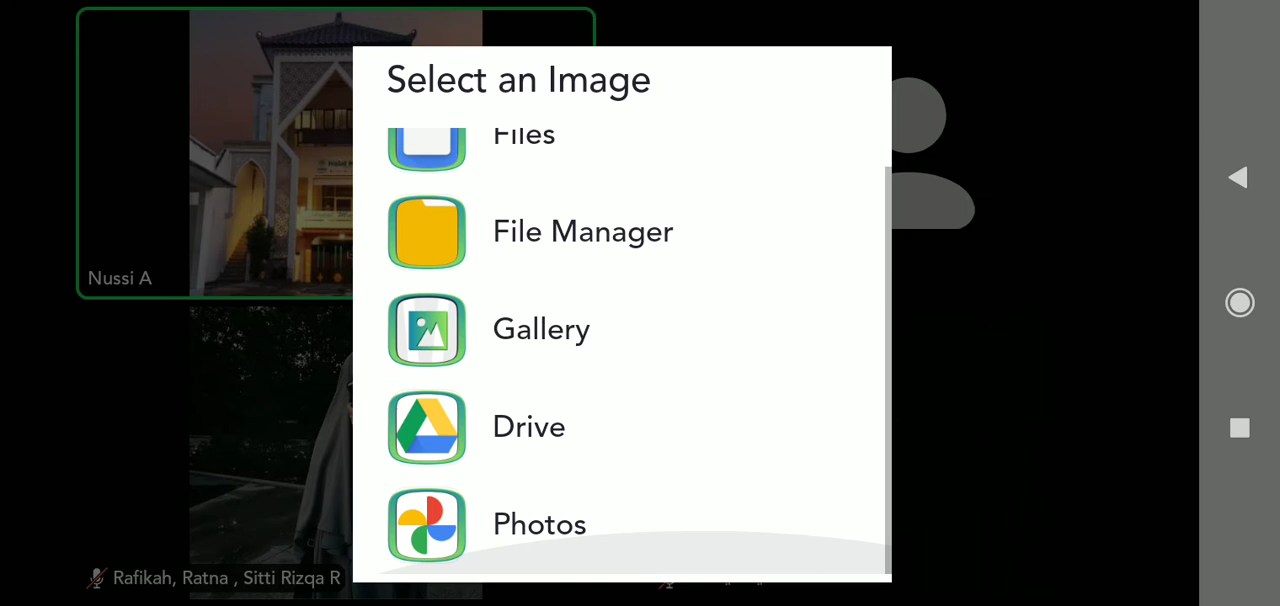 Select an Image
Files
File Manager
Gallery
Drive
Photos
Nussi A
Rafikah, Ratna , Sitti Rizqa R